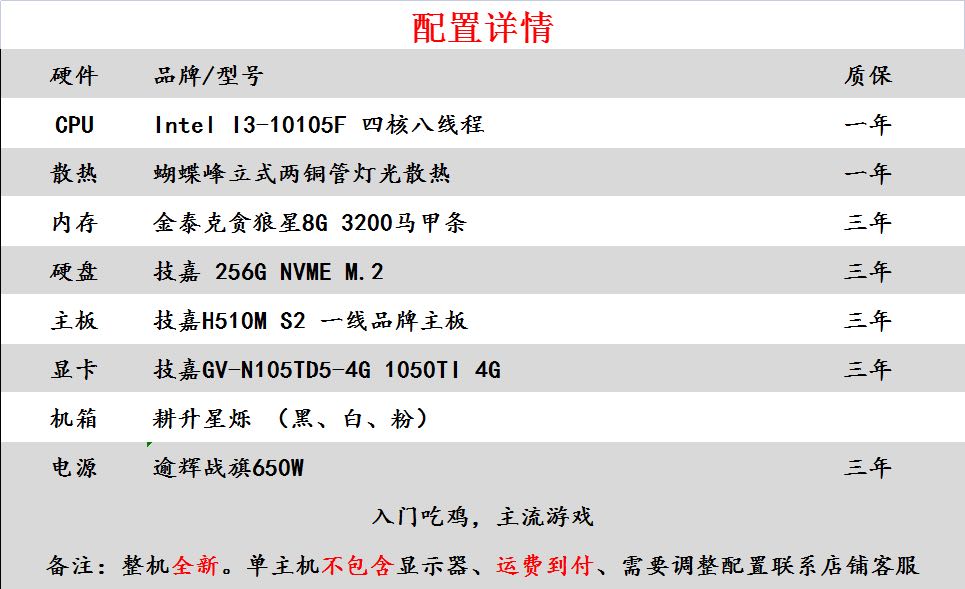 配置详情
硬件 品牌/型号 质保
CPU Intel I3-10105F 四核八线程 一年
散热 蝴蝶峰立式两铜管灯光散热 一年
内存 金泰克贪狼星8G 3200马甲条 三年
硬盘 技嘉 256G NVME M.2 三年
主板 技嘉H510M S2 一线品牌主板 三年
显卡 技嘉GV-N105TD5-4G 1050TI 4G 三年
机箱 耕升星烁 （黑、白、粉）
电源 逾辉战旗650W 三年
入门吃鸡，主流游戏
备注：整机全新。单主机不包含显示器、运费到付、需要调整配置联系店铺客服